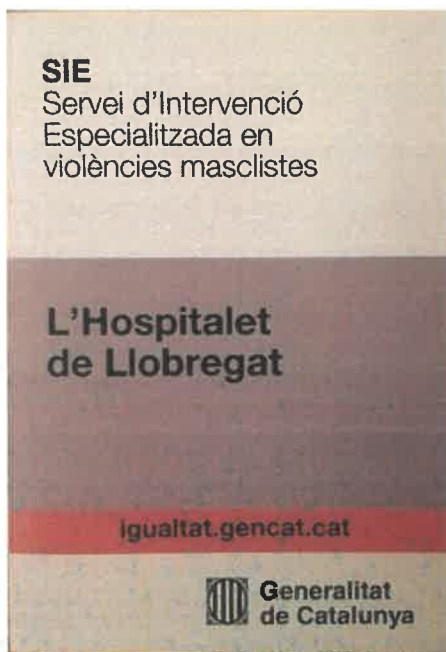 SIE
Servei d'Intervenció
Especialitzada en
violències masclistes
L'Hospitalet
de Llobregat
igualtat.gencat.cat
Generalitat
de Catalunya